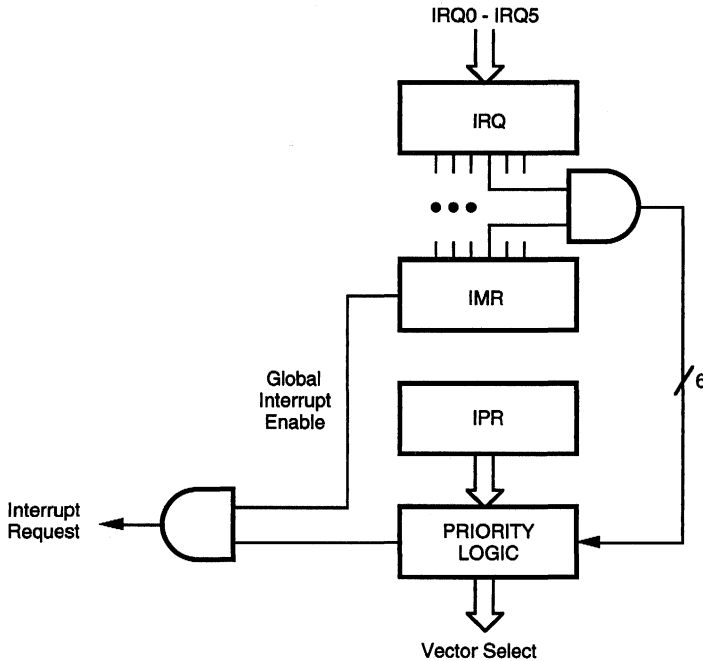 IRQ0 - IRQ5
IRQ
IMR
Global
Interrupt
Enable
6
IPR
Interrupt
Request
PRIORITY
LOGIC
Vector Select